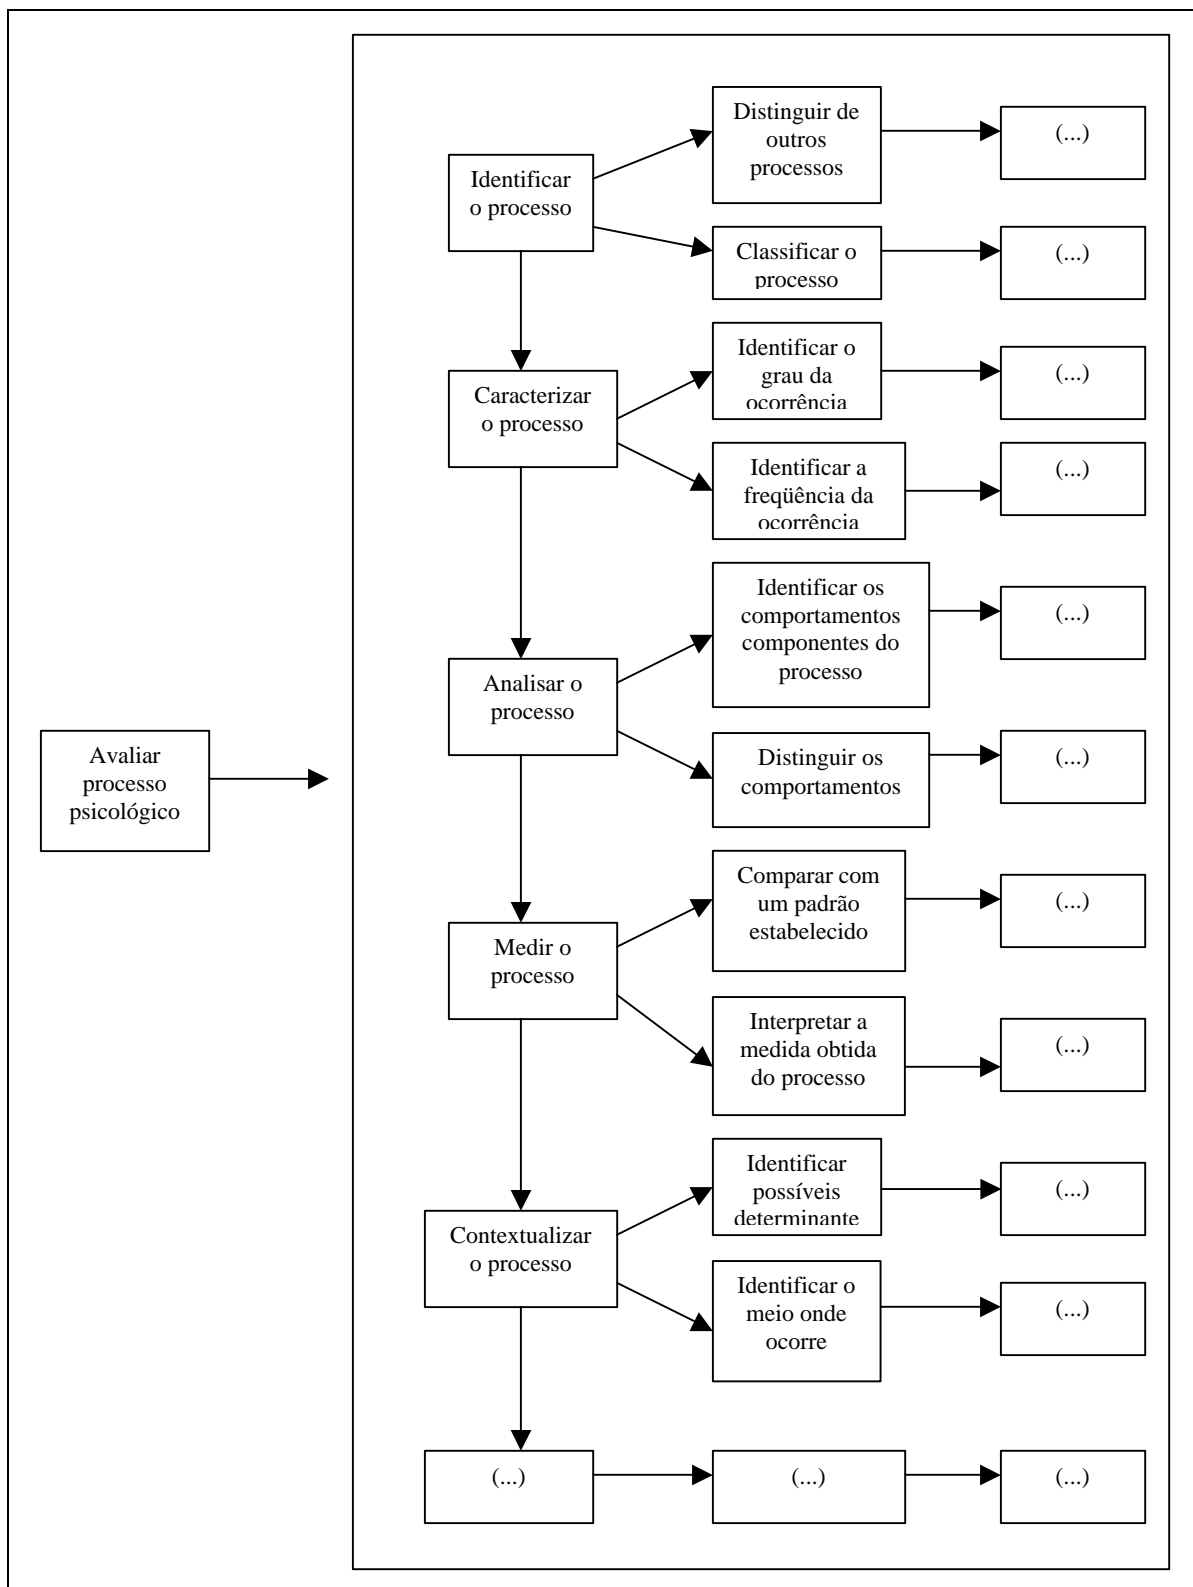 Distinguir de
outros
processos
(...)
Identificar
o processo
Classificar o
processo
(...)
Identificar o
grau da
ocorrência
(...)
Caracterizar
o processo
Identificar a
freqüência da
ocorrência
(...)
Identificar os
comportamentos
componentes do
processo
(...)
Analisar o
processo
Distinguir os
comportamentos
(...)
Avaliar
processo
psicológico
Comparar com
um padrão
estabelecido
(...)
Medir o
processo
Interpretar a
medida obtida
do processo
(...)
Identificar
possíveis
determinante
(...)
Contextualizar
o processo
Identificar o
meio onde
ocorre
(...)
(...)
(...)
(...)